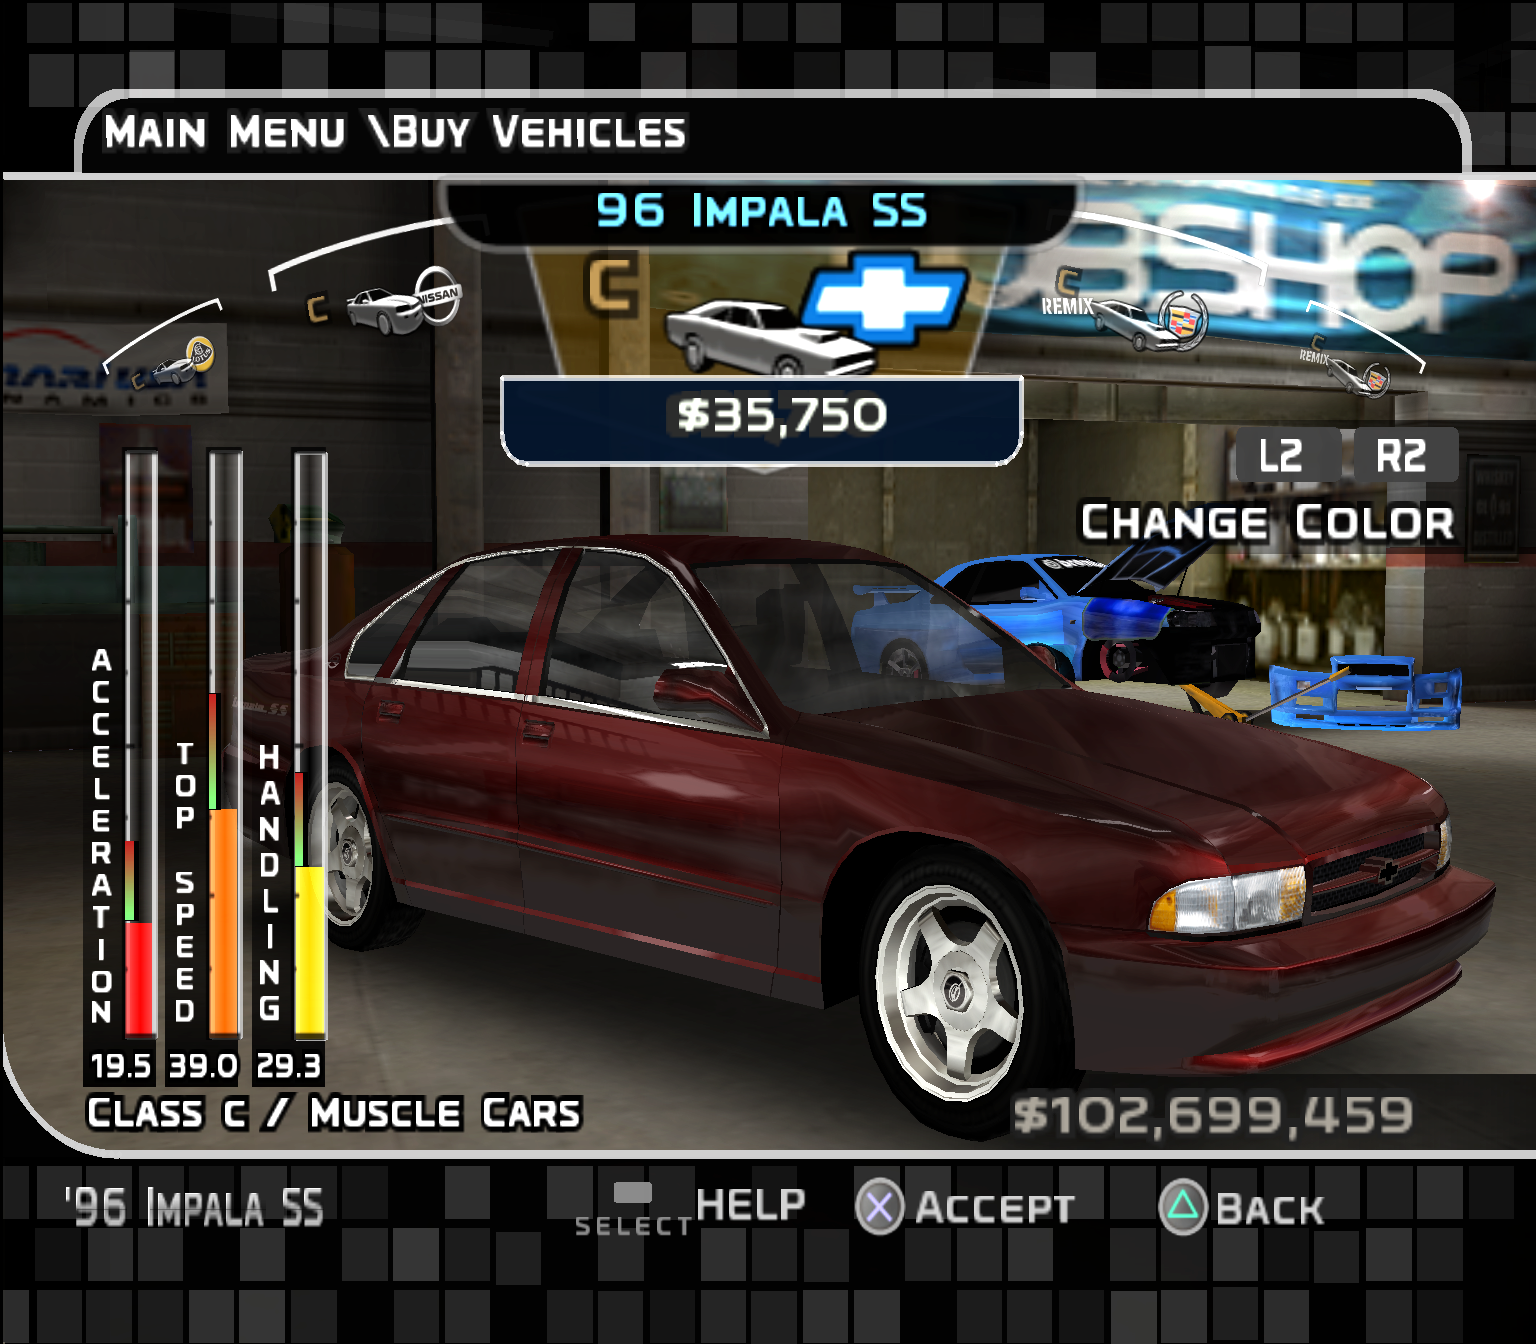 MAIN MENU \BUY VEHICLES
96 IMPALA SS
C
NISSAN
C
C
REMIX
C
LOTUS
C
REMIX
$35,750
L2 R2
CHANGE COLOR
ACCELERATION
TOP SPEED
HANDLING
19.5 39.0 29.3
CLASS C / MUSCLE CARS
$102,699,459
'96 IMPALA SS
SELECT HELP
ACCEPT
BACK